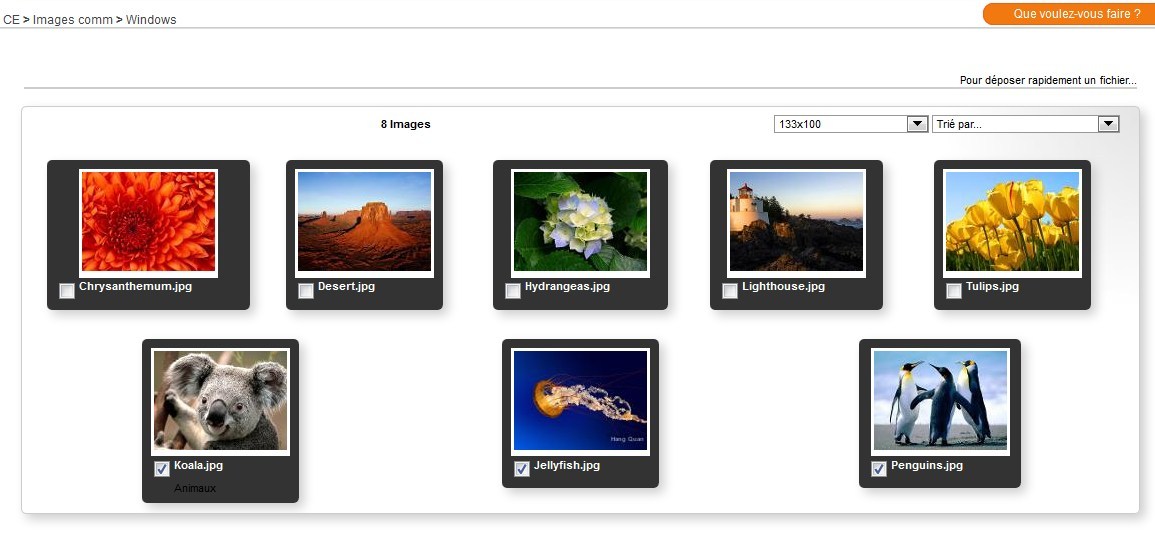 CE > Images comm > Windows
Que voulez-vous faire ?
Pour déposer rapidement un fichier...
8 Images
133x100
Trié par...
Chrysanthemum.jpg
Desert.jpg
Hydrangeas.jpg
Lighthouse.jpg
Tulips.jpg
Hang Quan
Koala.jpg
Jellyfish.jpg
Penguins.jpg
Animaux